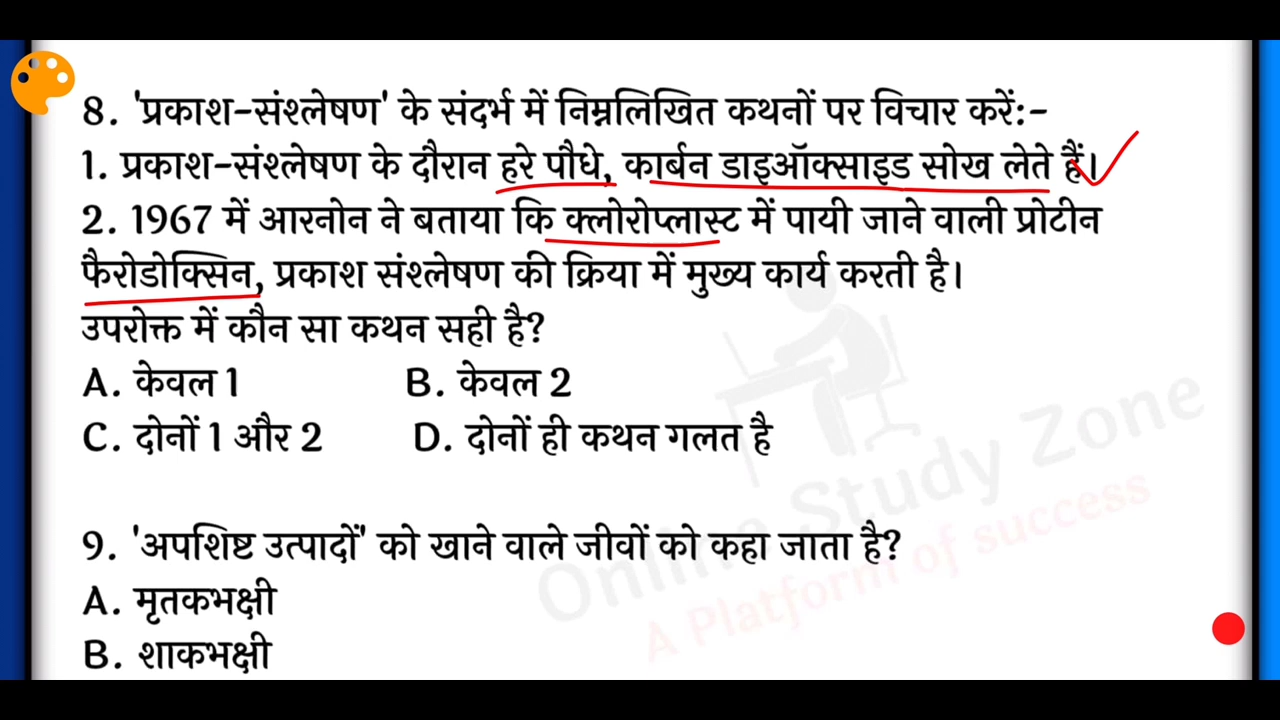 8. 'प्रकाश-संश्लेषण' के संदर्भ में निम्नलिखित कथनों पर विचार करें:-
1. प्रकाश-संश्लेषण के दौरान हरे पौधे, कार्बन डाइऑक्साइड सोख लेते हैं।
2. 1967 में आरनोन ने बताया कि क्लोरोप्लास्ट में पायी जाने वाली प्रोटीन
फैरोडोक्सिन, प्रकाश संश्लेषण की क्रिया में मुख्य कार्य करती है।
उपरोक्त में कौन सा कथन सही है?
A. केवल 1 B. केवल 2
C. दोनों 1 और 2 D. दोनों ही कथन गलत है
9. 'अपशिष्ट उत्पादों' को खाने वाले जीवों को कहा जाता है?
A. मृतकभक्षी
B. शाकभक्षी
Online Study Zone
A Platform of success